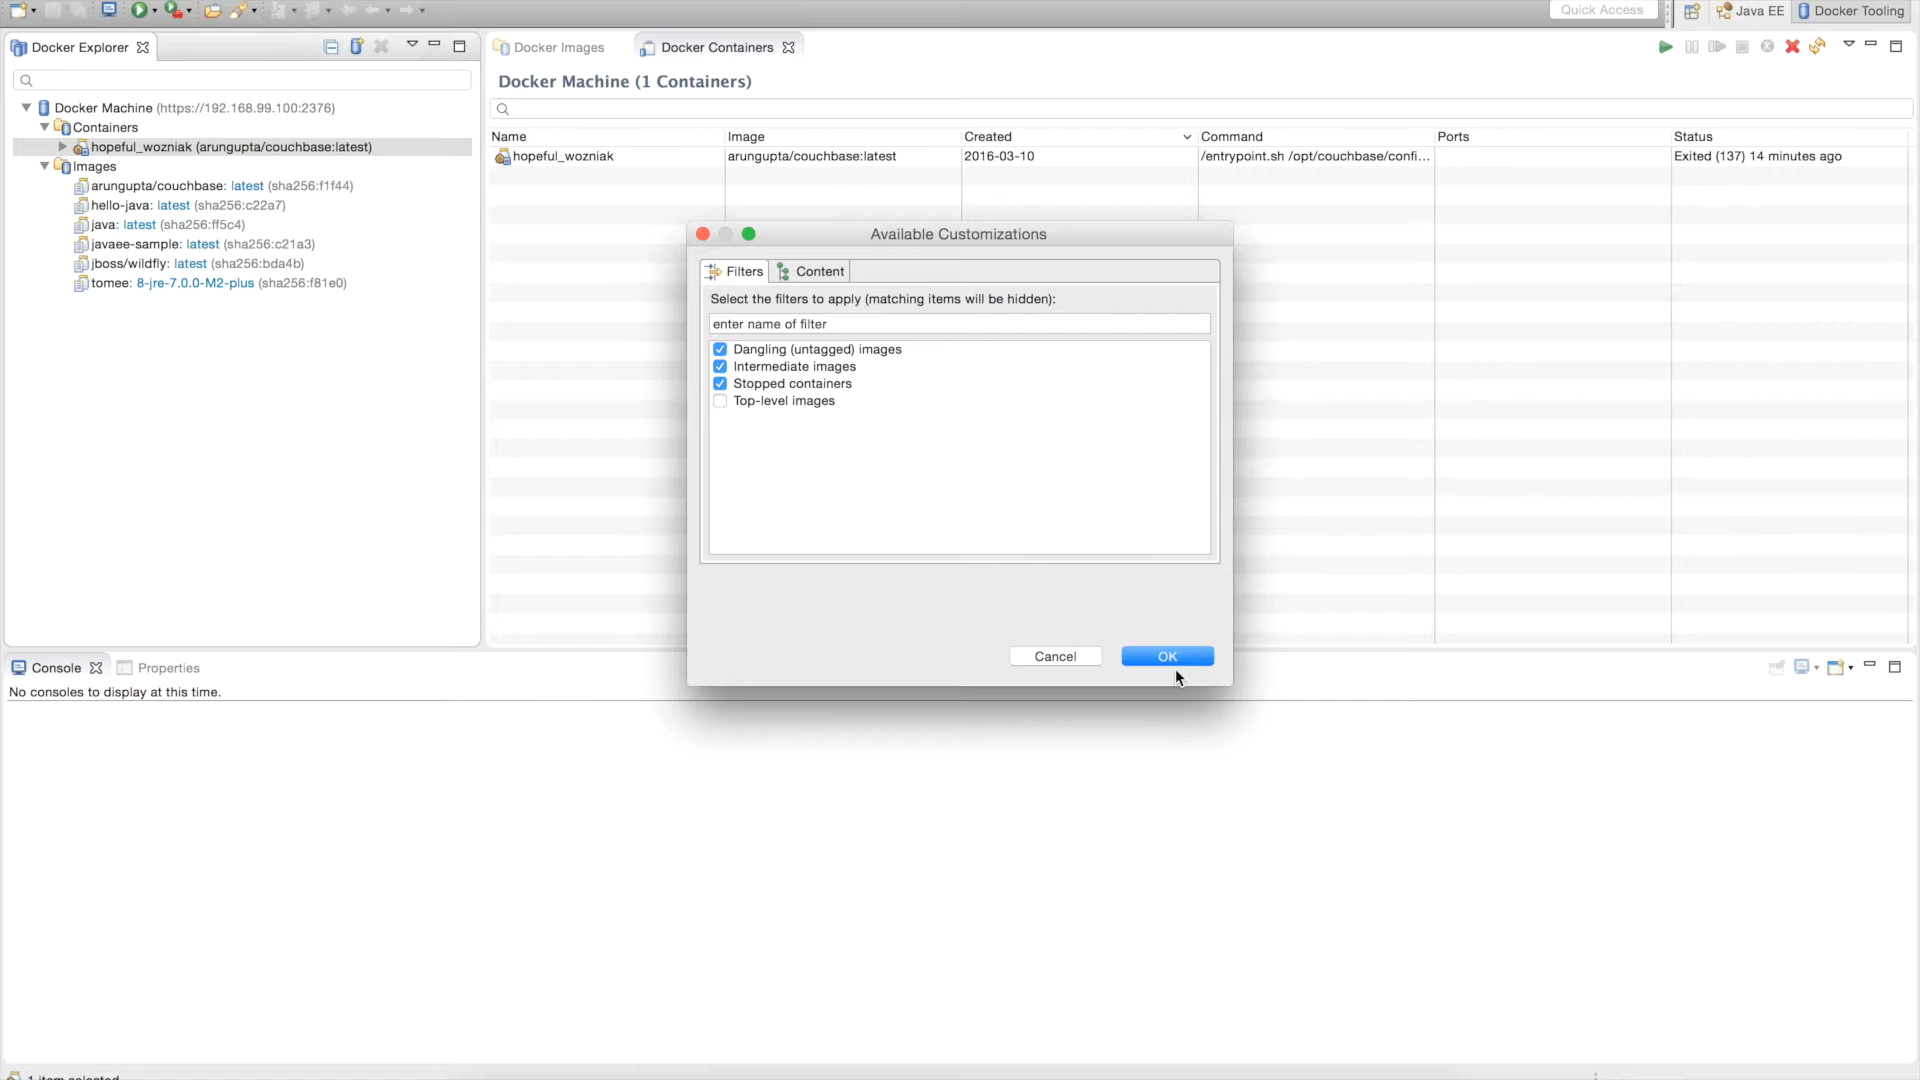 Quick Access
Java EE
Docker Tooling
Docker Explorer
Docker Machine (https://192.168.99.100:2376)
Containers
hopeful_wozniak (arungupta/couchbase:latest)
Images
arungupta/couchbase: latest (sha256:f1f44)
hello-java: latest (sha256:c22a7)
java: latest (sha256:ff5c4)
javaee-sample: latest (sha256:c21a3)
jboss/wildfly: latest (sha256:bda4b)
tomee: 8-jre-7.0.0-M2-plus (sha256:f81e0)
Docker Images
Docker Containers
Docker Machine (1 Containers)
Name Image Created Command Ports Status
hopeful_wozniak arungupta/couchbase:latest 2016-03-10 /entrypoint.sh /opt/couchbase/confi... Exited (137) 14 minutes ago
Available Customizations
Filters
Content
Select the filters to apply (matching items will be hidden):
enter name of filter
Dangling (untagged) images
Intermediate images
Stopped containers
Top-level images
Cancel
OK
Console
Properties
No consoles to display at this time.
1 item selected